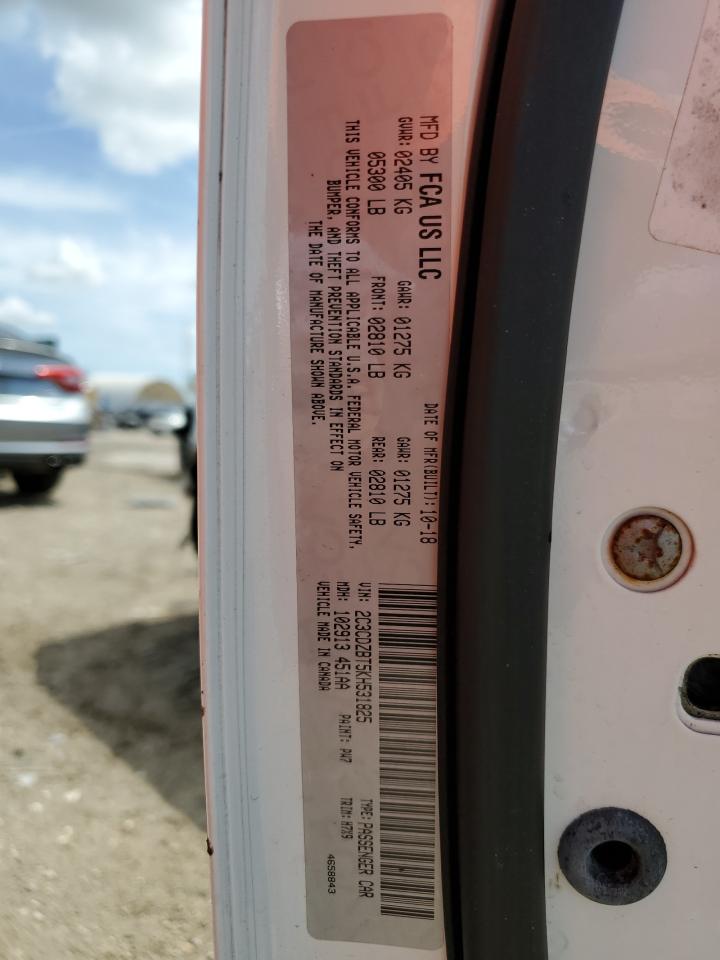 MFD BY FCA US LLC
DATE OF MFR(BUILT): 10-18
GVWR: 02405 KG GAWR: 01275 KG GAWR: 01275 KG
05300 LB FRONT: 02810 LB REAR: 02810 LB
THIS VEHICLE CONFORMS TO ALL APPLICABLE U.S.A. FEDERAL MOTOR VEHICLE SAFETY,
BUMPER, AND THEFT PREVENTION STANDARDS IN EFFECT ON
THE DATE OF MANUFACTURE SHOWN ABOVE.
VIN: 2C3CDZBT5KH531825 TYPE: PASSENGER CAR
MDH: 102913 451AA PAINT: PW7 TRIM: H7X9
VEHICLE MADE IN CANADA 4658843